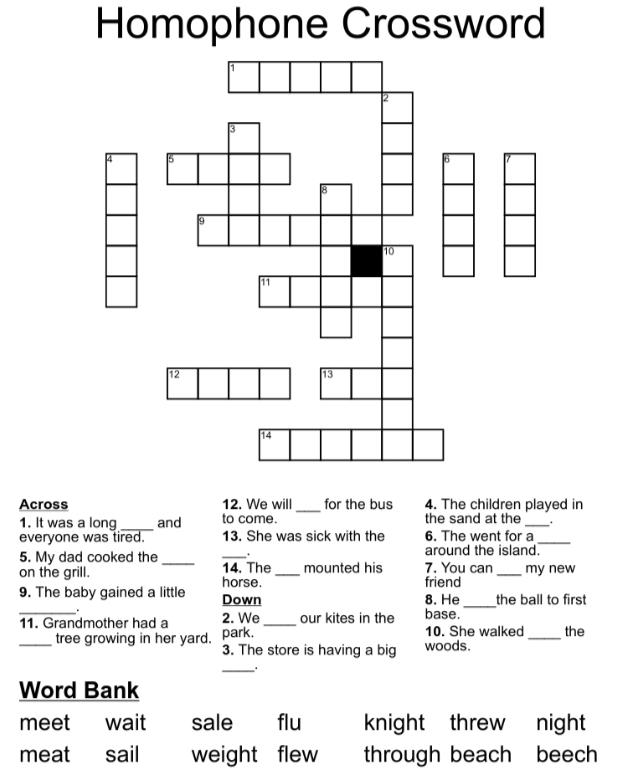 Homophone Crossword
1
2
3
4
5
6
7
8
9
10
11
12
13
14
Across
1. It was a long ____ and
everyone was tired.
5. My dad cooked the ____
on the grill.
9. The baby gained a little
_______.
11. Grandmother had a
____ tree growing in her yard.
12. We will ___ for the bus
to come.
13. She was sick with the
___.
14. The ___ mounted his
horse.
Down
2. We ____ our kites in the
park.
3. The store is having a big
____.
4. The children played in
the sand at the ___.
6. The went for a ____
around the island.
7. You can ___ my new
friend
8. He ____the ball to first
base.
10. She walked ____ the
woods.
Word Bank
meet wait sale flu knight threw night
meat sail weight flew through beach beech